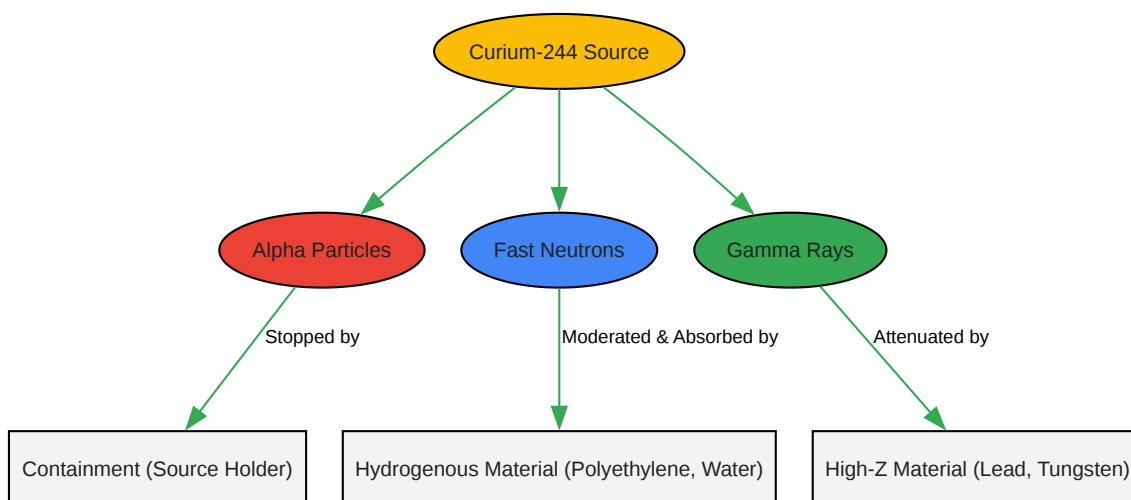 Curium-244 Source
Alpha Particles
Fast Neutrons
Gamma Rays
Stopped by
Moderated & Absorbed by
Attenuated by
Containment (Source Holder)
Hydrogenous Material (Polyethylene, Water)
High-Z Material (Lead, Tungsten)